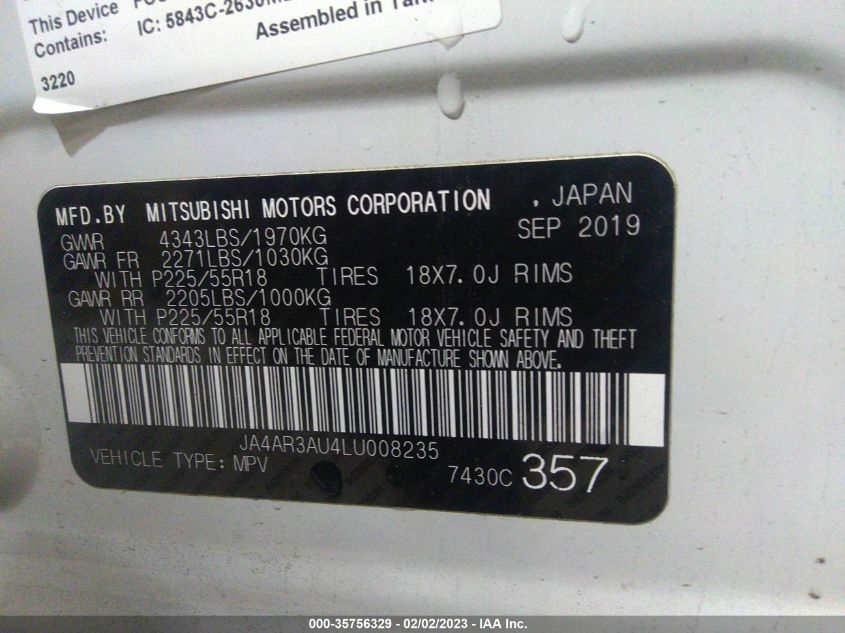 This Device
Contains:
IC: 5843C-2630
Assembled in
3220
MFD.BY MITSUBISHI MOTORS CORPORATION , JAPAN
SEP 2019
GVWR 4343LBS/1970KG
GAWR FR 2271LBS/1030KG
WITH P225/55R18 TIRES 18X7.0J RIMS
GAWR RR 2205LBS/1000KG
WITH P225/55R18 TIRES 18X7.0J RIMS
THIS VEHICLE CONFORMS TO ALL APPLICABLE FEDERAL MOTOR VEHICLE SAFETY AND THEFT
PREVENTION STANDARDS IN EFFECT ON THE DATE OF MANUFACTURE SHOWN ABOVE.
JA4AR3AU4LU008235
VEHICLE TYPE: MPV 7430C 357
000-35756329 - 02/02/2023 - IAA Inc.